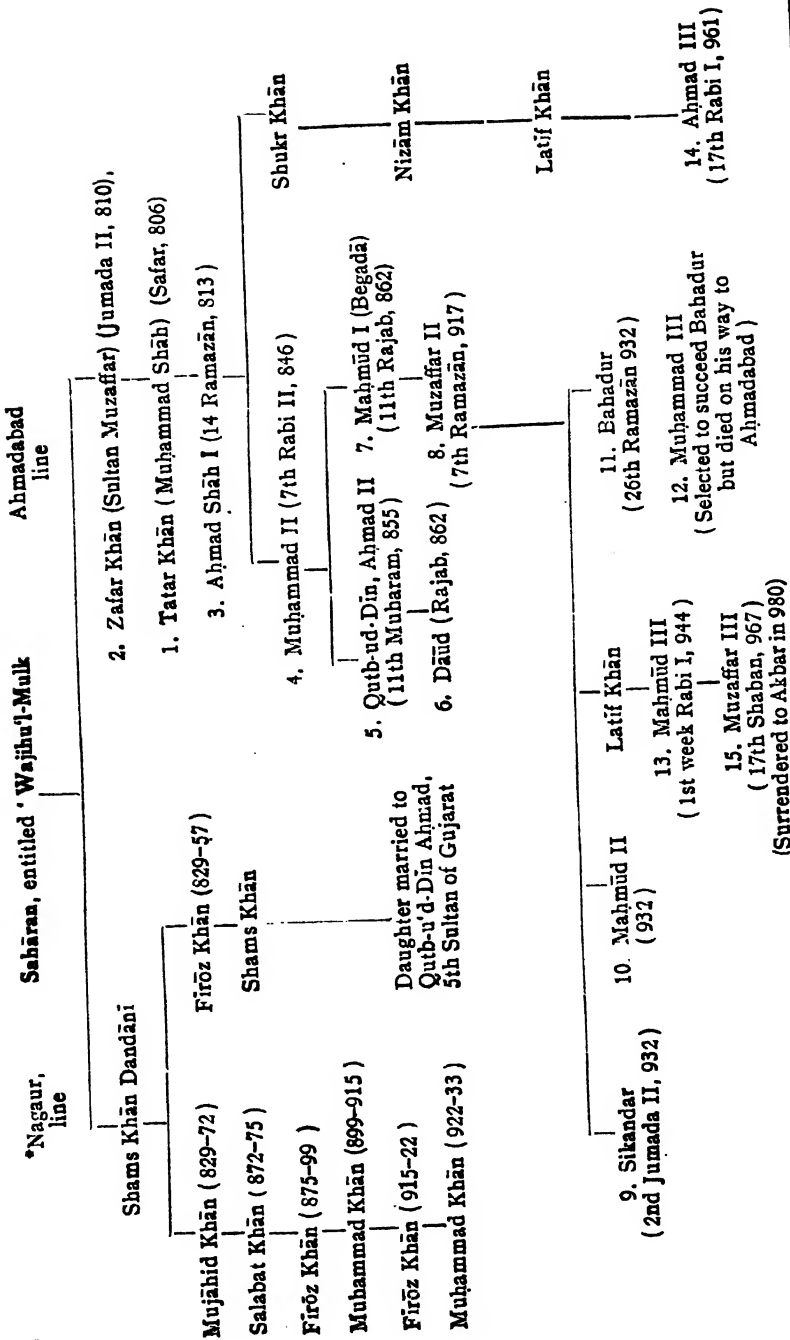 *Nagaur,
line
Sahāran, entitled ‘ Wajihu'l-Mulk
Ahmadabad
line
Shams Khān Dandāni
Mujāhid Khān ( 829-72 )
Salabat Khān ( 872-75 )
Fīrōz Khān ( 875-99 )
Muhammad Khān (899-915 )
Fīrōz Khān ( 915-22 )
Muḥammad Khān ( 922-33 )
Fīrōz Khān (829-57 )
Shams Khān
Daughter married to
Qutb-u'd-Dīn Aḥmad,
5th Sultan of Gujarat
2. Zafar Khān (Sultan Muzaffar) (Jumada II, 810),
1. Tatar Khān ( Muḥammad Shāh) (Safar, 806)
3. Aḥmad Shāh I (14 Ramazān, 813 )
4. Muḥammad II (7th Rabi II, 846 )
5. Qutb-ud-Dīn, Aḥmad II
( 11th Muharam, 855 )
6. Dāūd ( Rajab, 862 )
7. Maḥmūd I (Begadā)
(11th Rajab, 862)
8. Muzaffar II
(7th Ramazān, 917 )
Shukr Khān
Nizām Khān
Latīf Khān
14. Aḥmad III
( 17th Rabi I, 961 )
9. Sikandar
(2nd Jumada II, 932 )
10. Maḥmūd II
( 932 )
Latīf Khān
13. Maḥmūd III
( 1st week Rabi I, 944 )
15. Muzaffar III
( 17th Shaban, 967 )
(Surrendered to Akbar in 980)
11. Bahadur
( 26th Ramazān 932 )
12. Muḥammad III
( Selected to succeed Bahadur
but died on his way to
Aḥmadabad )